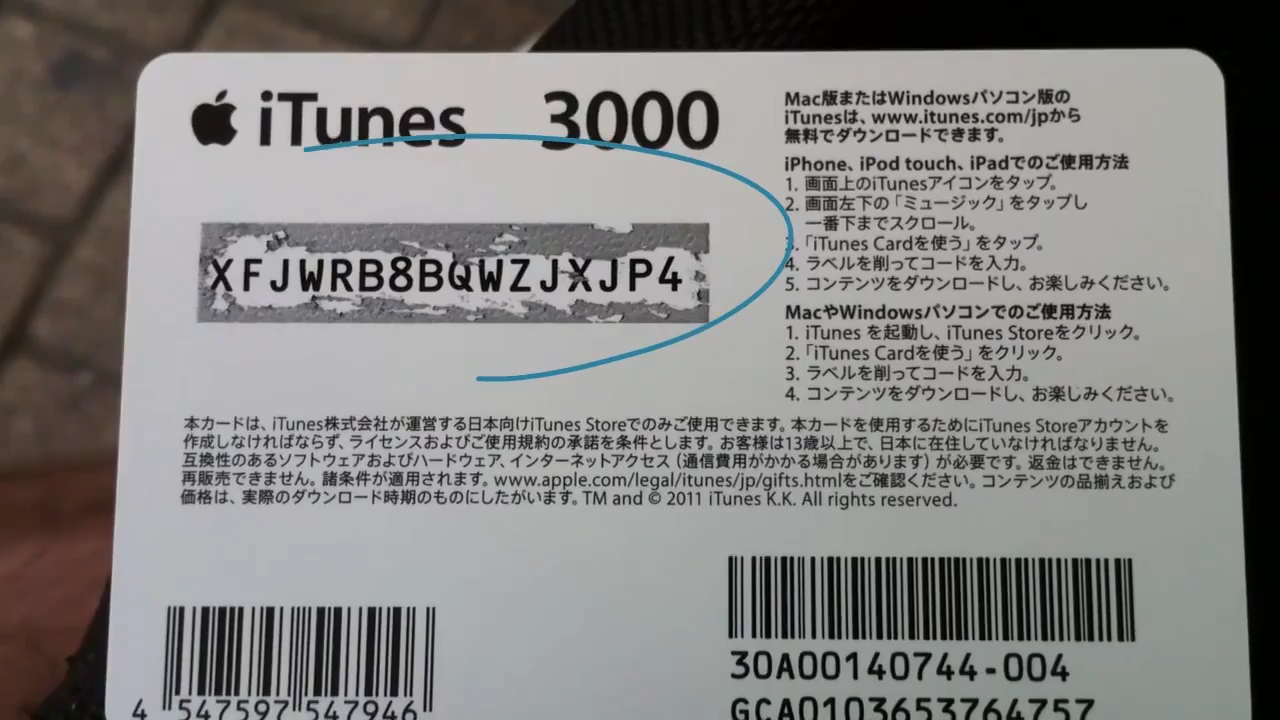 iTunes 3000
XFJWRB8BQWZJXJP4
Mac版またはWindowsパソコン版の
iTunesは、www.itunes.com/jpから
無料でダウンロードできます。
iPhone、iPod touch、iPadでのご使用方法
1. 画面上のiTunesアイコンをタップ。
2. 画面左下の「ミュージック」をタップし
一番下までスクロール。
3.「iTunes Cardを使う」をタップ。
4. ラベルを削ってコードを入力。
5. コンテンツをダウンロードし、お楽しみください。
MacやWindowsパソコンでのご使用方法
1. iTunes を起動し、iTunes Storeをクリック。
2.「iTunes Cardを使う」をクリック。
3. ラベルを削ってコードを入力。
4. コンテンツをダウンロードし、お楽しみください。
本カードは、iTunes株式会社が運営する日本向けiTunes Storeでのみご使用できます。本カードを使用するためにiTunes Storeアカウントを
作成しなければならず、ライセンスおよびご使用規約の承諾を条件とします。お客様は13歳以上で、日本に在住していなければなりません。
互換性のあるソフトウェアおよびハードウェア、インターネットアクセス（通信費用がかかる場合があります）が必要です。返金はできません。
再販売できません。諸条件が適用されます。www.apple.com/legal/itunes/jp/gifts.htmlをご確認ください。コンテンツの品揃えおよび
価格は、実際のダウンロード時期のものにしたがいます。TM and © 2011 iTunes K.K. All rights reserved.
30A00140744-004
GCA0103653764757
4 547597 547946